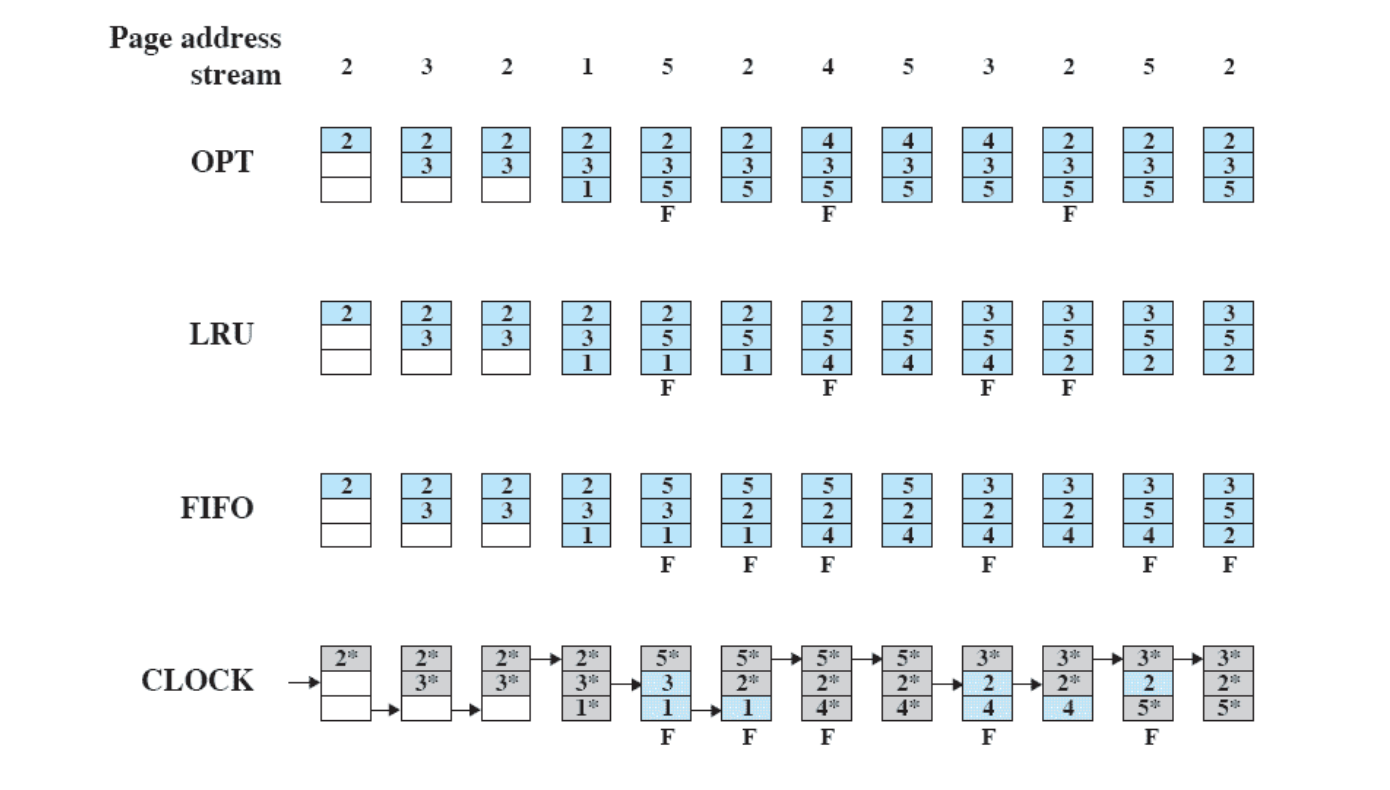 Page address
stream 2 3 2 1 5 2 4 5 3 2 5 2
2 2 2 2 2 2 4 4 4 2 2 2
OPT 3 3 3 3 3 3 3 3 3 3 3
1 5 5 5 5 5 5 5 5
F F F
2 2 2 2 2 2 2 2 3 3 3 3
LRU 3 3 3 5 5 5 5 5 5 5 5
1 1 1 4 4 4 2 2 2
F F F F
2 2 2 2 5 5 5 5 3 3 3 3
FIFO 3 3 3 3 2 2 2 2 2 5 5
1 1 1 4 4 4 4 4 2
F F F F F F
2* 2* 2* 2* 5* 5* 5* 5* 3* 3* 3* 3*
CLOCK 3* 3* 3* 3 2* 2* 2* 2 2* 2 2*
1* 1 1 4* 4* 4 4 5* 5*
F F F F F